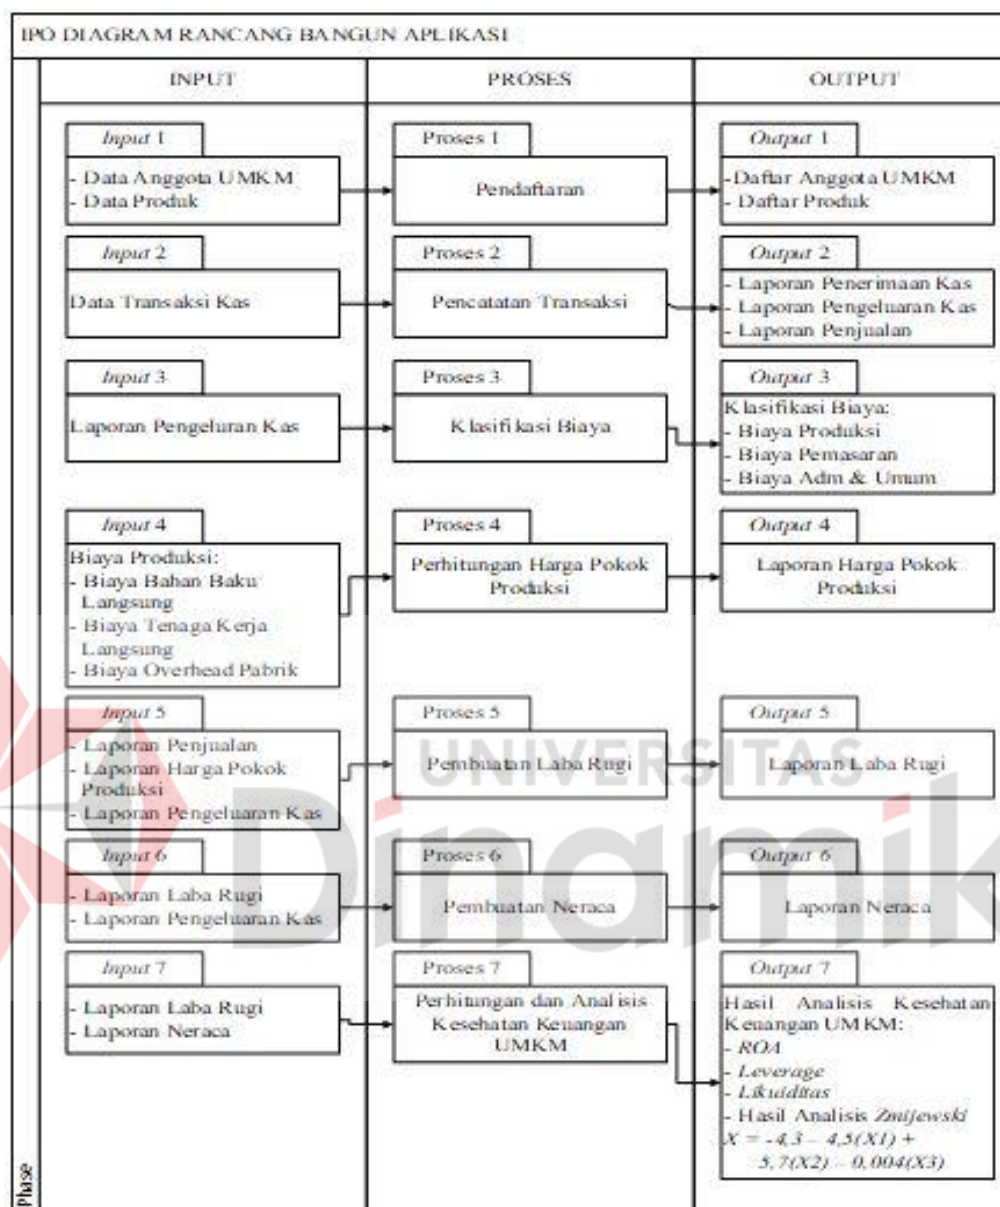 IPO DIAGRAM RANCANG BANGUN APLIKASI
INPUT
PROSES
OUTPUT
Input 1
- Data Anggota UMKM
- Data Produk
Proses 1
Pendaftaran
Output 1
-Daftar Anggota UMKM
- Daftar Produk
Input 2
Data Transaksi Kas
Proses 2
Pencatatan Transaksi
Output 2
- Laporan Penerimaan Kas
- Laporan Pengeluaran Kas
- Laporan Penjualan
Input 3
Laporan Pengeluran Kas
Proses 3
Klasifikasi Biaya
Output 3
Klasifikasi Biaya:
- Biaya Produksi
- Biaya Pemasaran
- Biaya Adm & Umum
Input 4
Biaya Produksi:
- Biaya Bahan Baku
Langsung
- Biaya Tenaga Kerja
Langsung
- Biaya Overhead Pabrik
Proses 4
Perhitungan Harga Pokok
Produksi
Output 4
Laporan Harga Pokok
Produksi
Input 5
- Laporan Penjualan
- Laporan Harga Pokok
Produksi
- Laporan Pengeluaran Kas
Proses 5
Pembuatan Laba Rugi
Output 5
Laporan Laba Rugi
Input 6
- Laporan Laba Rugi
- Laporan Pengeluaran Kas
Proses 6
Pembuatan Neraca
Output 6
Laporan Neraca
Input 7
- Laporan Laba Rugi
- Laporan Neraca
Proses 7
Perhitungan dan Analisis
Kesehatan Keuangan
UMKM
Output 7
Hasil Analisis Kesehatan
Keuangan UMKM:
- ROA
- Leverage
- Likuiditas
- Hasil Analisis Zmijewski
X = -4,3 – 4,5(X1) +
5,7(X2) – 0,004(X3)
Phase
UNIVERSITAS
Dinamik